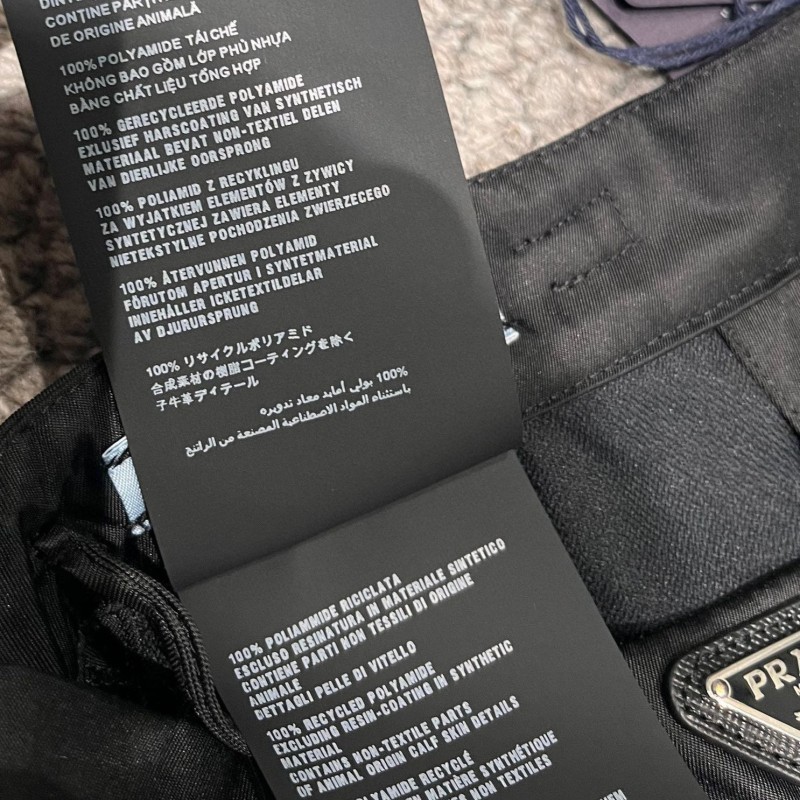 CONȚINE PĂRȚI
DE ORIGINE ANIMALĂ
100% POLYAMIDE TÁI CHẾ
KHÔNG BAO GỒM LỚP PHỦ NHỰA
BẰNG CHẤT LIỆU TỔNG HỢP
100% GERECYCLEERDE POLYAMIDE
EXLUSIEF HARSCOATING VAN SYNTHETISCH
MATERIAAL BEVAT NON-TEXTIEL DELEN
VAN DIERLIJKE OORSPRONG
100% POLIAMID Z RECYKLINGU
ZA WYJATKIEM ELEMENTÓW Z ŻYWICY
SYNTETYCZNEJ ZAWIERA ELEMENTY
NIETEKSTYLNE POCHODZENIA ZWIERZECEGO
100% ÅTERVUNNEN POLYAMID
FÖRUTOM APERTUR I SYNTETMATERIAL
INNEHÅLLER ICKETEXTILDELAR
AV DJURURSPRUNG
100% リサイクルポリアミド
合成素材の樹脂コーティングを除く
子牛革ディテール
100% بولي أمايد معاد تدويره
باستثناء المواد الاصطناعية المصنعة من الراتنج
100% POLIAMMIDE RICICLATA
ESCLUSO RESINATURA IN MATERIALE SINTETICO
CONTIENE PARTI NON TESSILI DI ORIGINE
ANIMALE
DETTAGLI PELLE DI VITELLO
100% RECYCLED POLYAMIDE
EXCLUDING RESIN-COATING IN SYNTHETIC
MATERIAL
CONTAINS NON-TEXTILE PARTS
OF ANIMAL ORIGIN CALF SKIN DETAILS
POLYAMIDE RECYCLÉ
EN MATIÈRE SYNTHÉTIQUE
NON TEXTILES